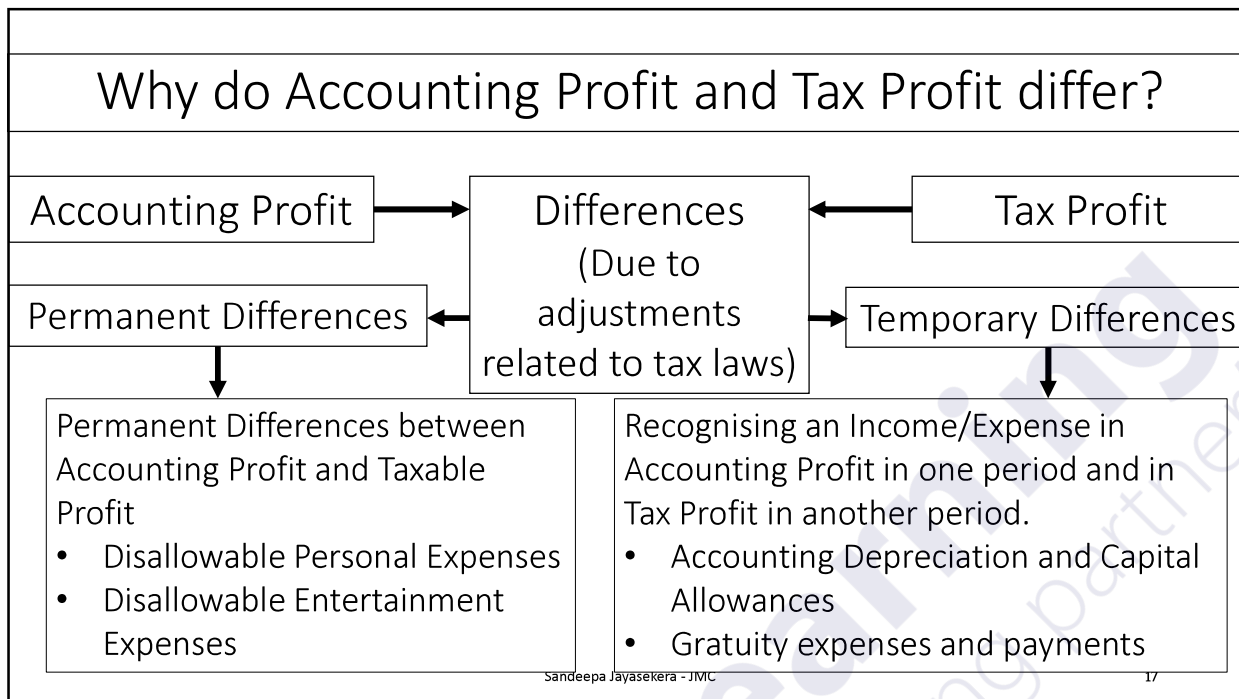 Why do Accounting Profit and Tax Profit differ?
Accounting Profit
Differences
(Due to
adjustments
related to tax laws)
Tax Profit
Permanent Differences
Temporary Differences
Permanent Differences between
Accounting Profit and Taxable
Profit
• Disallowable Personal Expenses
• Disallowable Entertainment
Expenses
Recognising an Income/Expense in
Accounting Profit in one period and in
Tax Profit in another period.
• Accounting Depreciation and Capital
Allowances
• Gratuity expenses and payments
Sandeepa Jayasekera - JMC
17